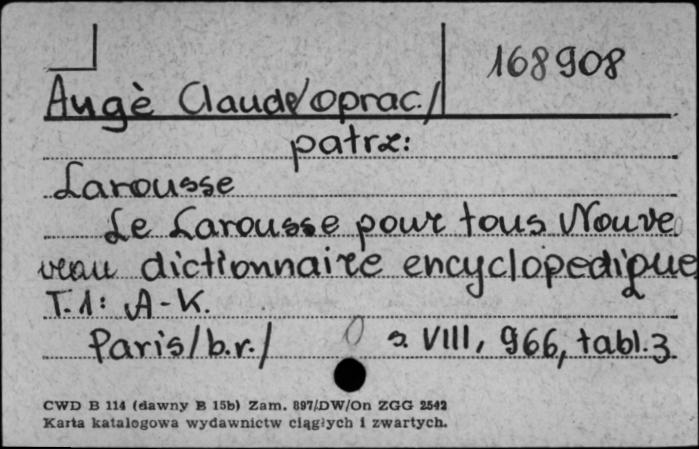 168908
Augè Claude/oprac./
patrz:
Larousse
Le Larousse pour tous Nouve
veau dictionnaire encyclopedique
T.1: A-K.
Paris/b.r./ s. VIII, 966, tabl.3
CWD B 114 (dawny B 15b) Zam. 897/DW/On ZGG 2542
Karta katalogowa wydawnictw ciągłych i zwartych.